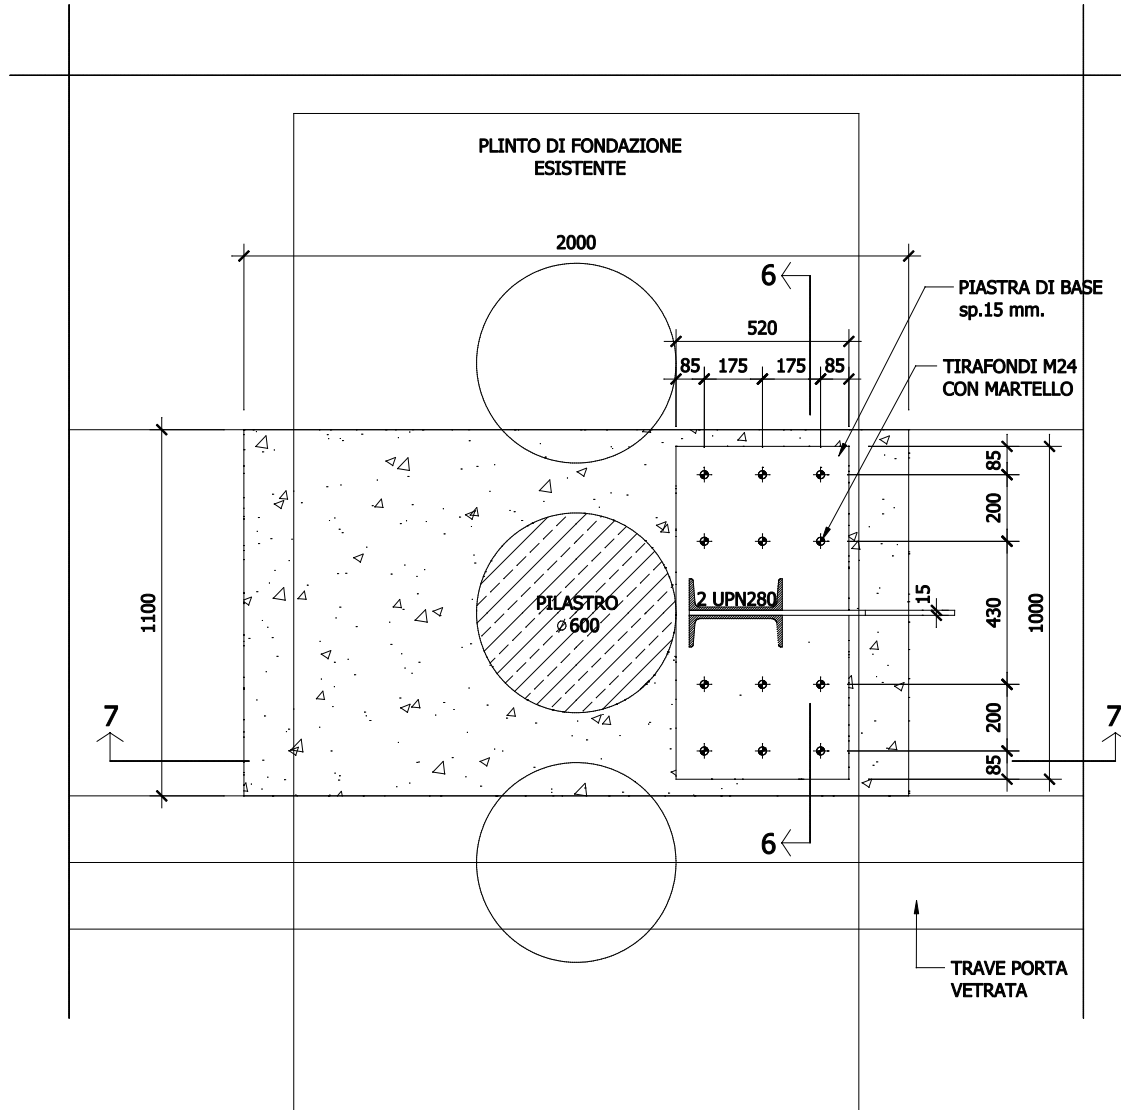 PLINTO DI FONDAZIONE
ESISTENTE
2000
6
PIASTRA DI BASE
sp.15 mm.
520
85 175 175 85
TIRAFONDI M24
CON MARTELLO
85
200
15
2 UPN280
PILASTRO
⌀600
1100
430
1000
7
7
200
85
6
TRAVE PORTA
VETRATA